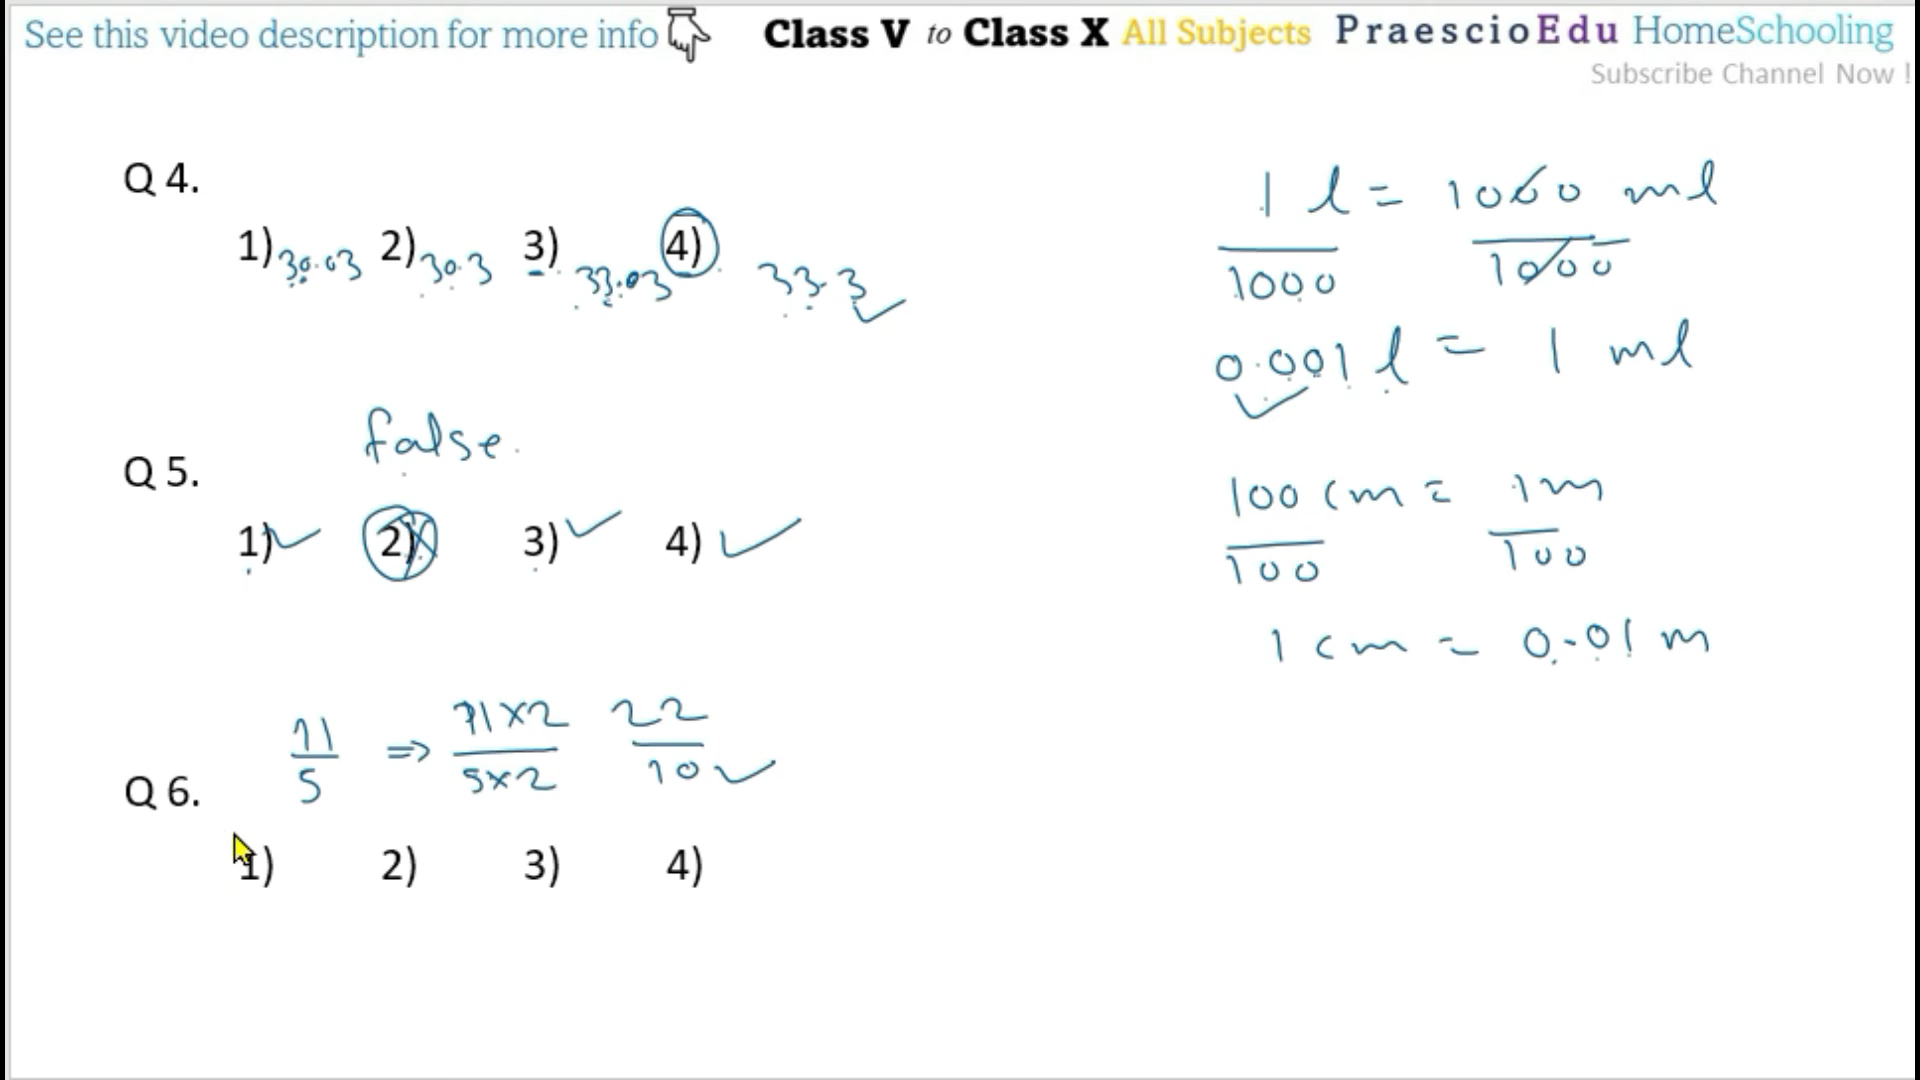 See this video description for more info Class V to Class X All Subjects PraescioEdu HomeSchooling
Subscribe Channel Now !
Q 4.
1) 30.03 2) 30.3 3) 33.03 4) 33.3
false.
Q 5.
1) 2) 3) 4)
11/5 ⇒ 11×2/5×2 22/10
Q 6.
1) 2) 3) 4)
1 l = 1000 ml
1000 1000
0.001 l = 1 ml
100 cm = 1m
100 100
1 cm = 0.01 m